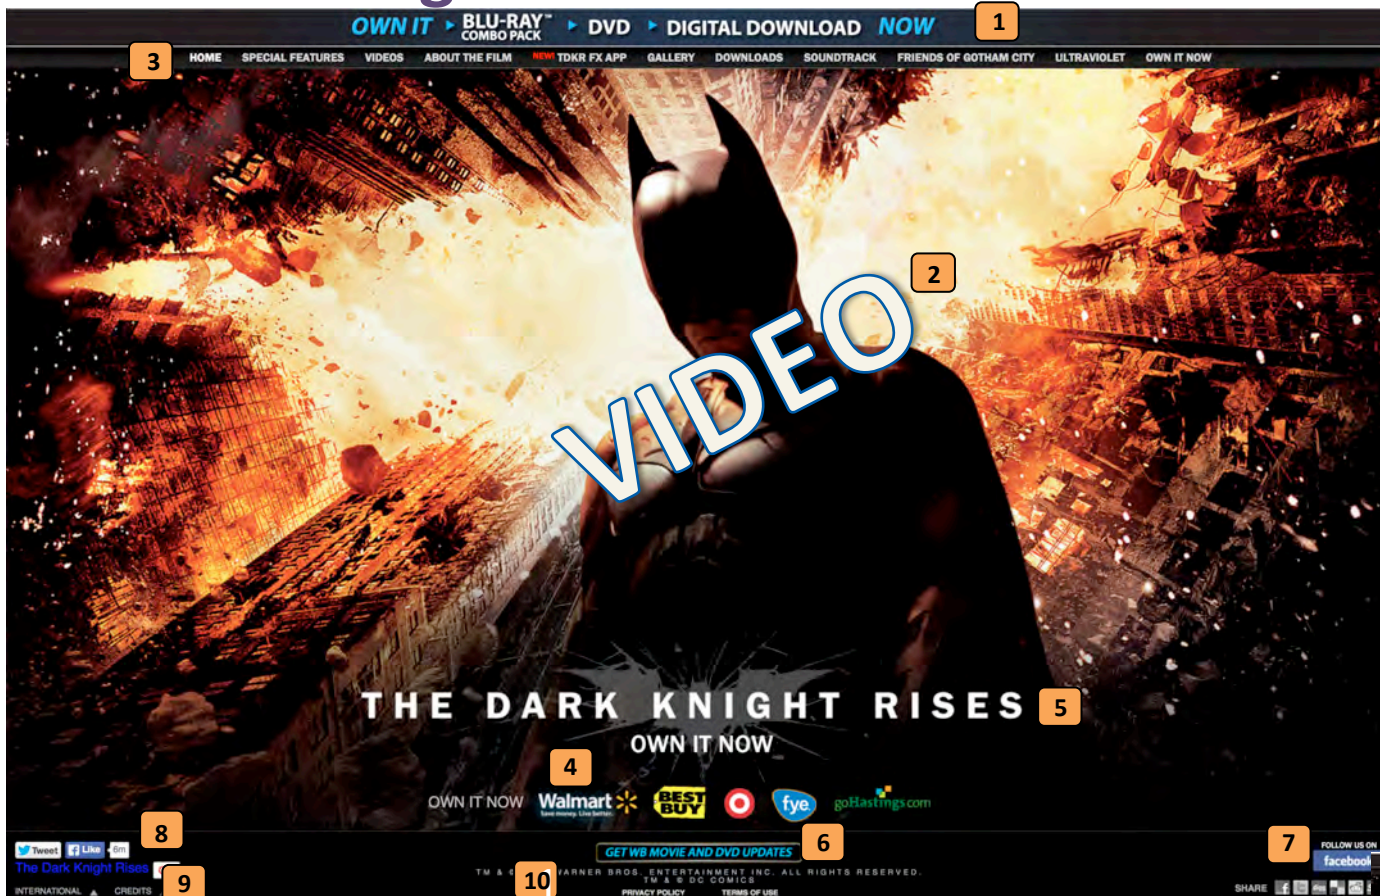 OWN IT BLU-RAY™ COMBO PACK DVD DIGITAL DOWNLOAD NOW 1
3 HOME SPECIAL FEATURES VIDEOS ABOUT THE FILM NEW! TDKR FX APP GALLERY DOWNLOADS SOUNDTRACK FRIENDS OF GOTHAM CITY ULTRAVIOLET OWN IT NOW
2
VIDEO
THE DARK KNIGHT RISES 5
OWN IT NOW
4
OWN IT NOW Walmart BEST BUY fye. goHastings.com
Save money. Live better.
8
Tweet Like 6m
The Dark Knight Rises
GET WB MOVIE AND DVD UPDATES 6
7 FOLLOW US ON
facebook
TM & WARNER BROS. ENTERTAINMENT INC. ALL RIGHTS RESERVED.
TM & © DC COMICS
INTERNATIONAL CREDITS 9
10 PRIVACY POLICY TERMS OF USE
SHARE